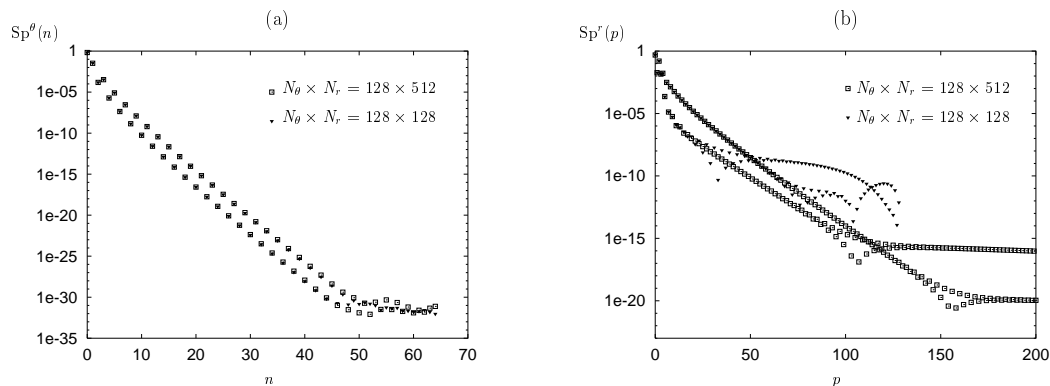 (a)
Sp^θ(n)
1
1e-05
1e-10
1e-15
1e-20
1e-25
1e-30
1e-35
0 10 20 30 40 50 60 70
n
N_θ × N_r = 128 × 512
N_θ × N_r = 128 × 128
(b)
Sp^r(p)
1
1e-05
1e-10
1e-15
1e-20
0 50 100 150 200
p
N_θ × N_r = 128 × 512
N_θ × N_r = 128 × 128